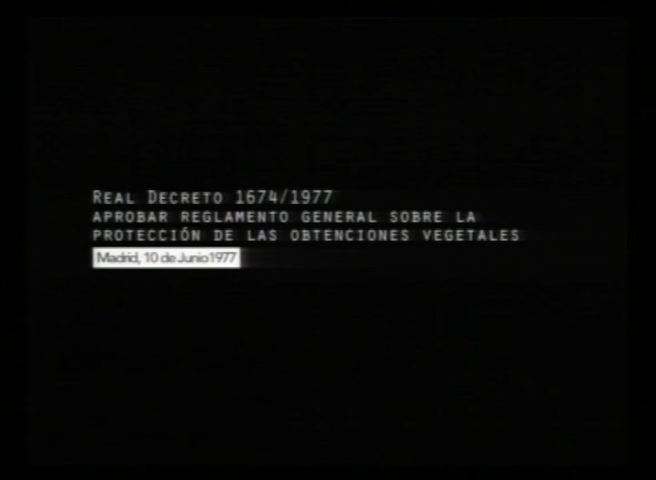 REAL DECRETO 1674/1977
APROBAR REGLAMENTO GENERAL SOBRE LA
PROTECCIÓN DE LAS OBTENCIONES VEGETALES
Madrid, 10 de Junio 1977